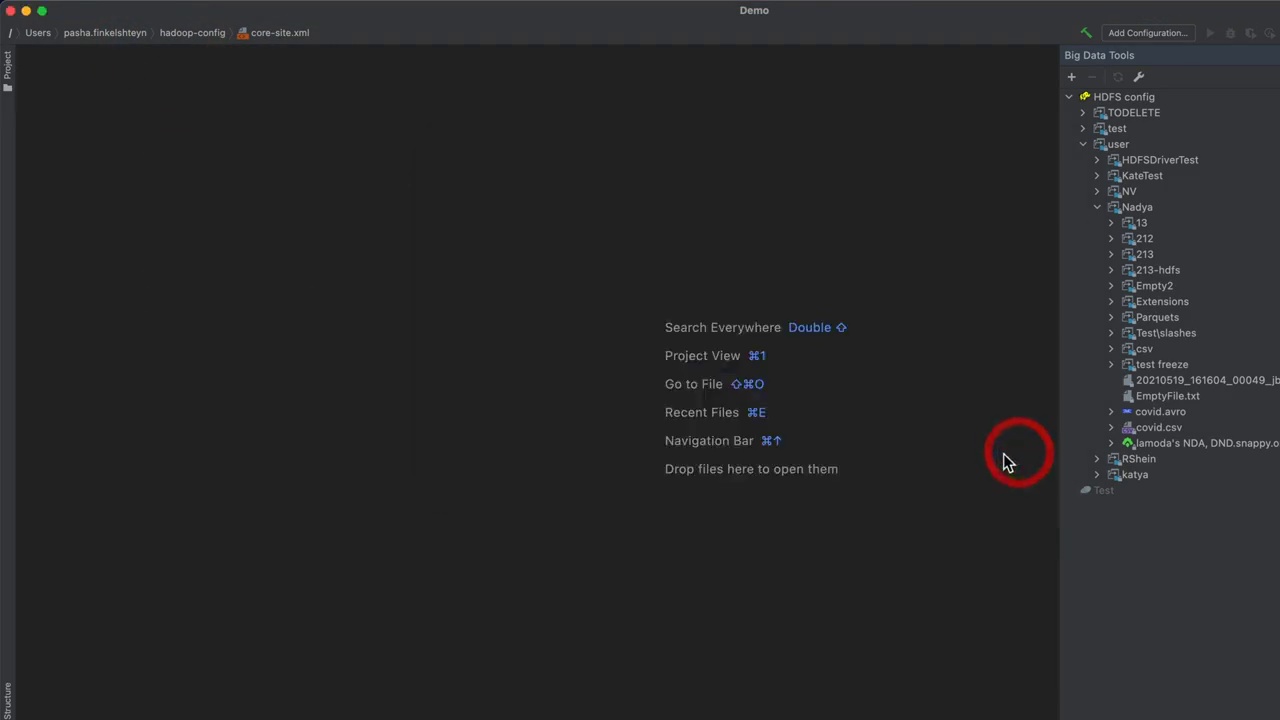 Demo
/ Users pasha.finkelshteyn hadoop-config core-site.xml Add Configuration...
Project
Big Data Tools
HDFS config
TODELETE
test
user
HDFSDriverTest
KateTest
NV
Nadya
13
212
213
213-hdfs
Empty2
Extensions
Parquets
Test\slashes
csv
test freeze
20210519_161604_00049_jb
EmptyFile.txt
covid.avro
covid.csv
lamoda's NDA, DND.snappy.o
RShein
katya
Test
Search Everywhere Double ⇧
Project View ⌘1
Go to File ⇧⌘O
Recent Files ⌘E
Navigation Bar ⌘↑
Drop files here to open them
Structure